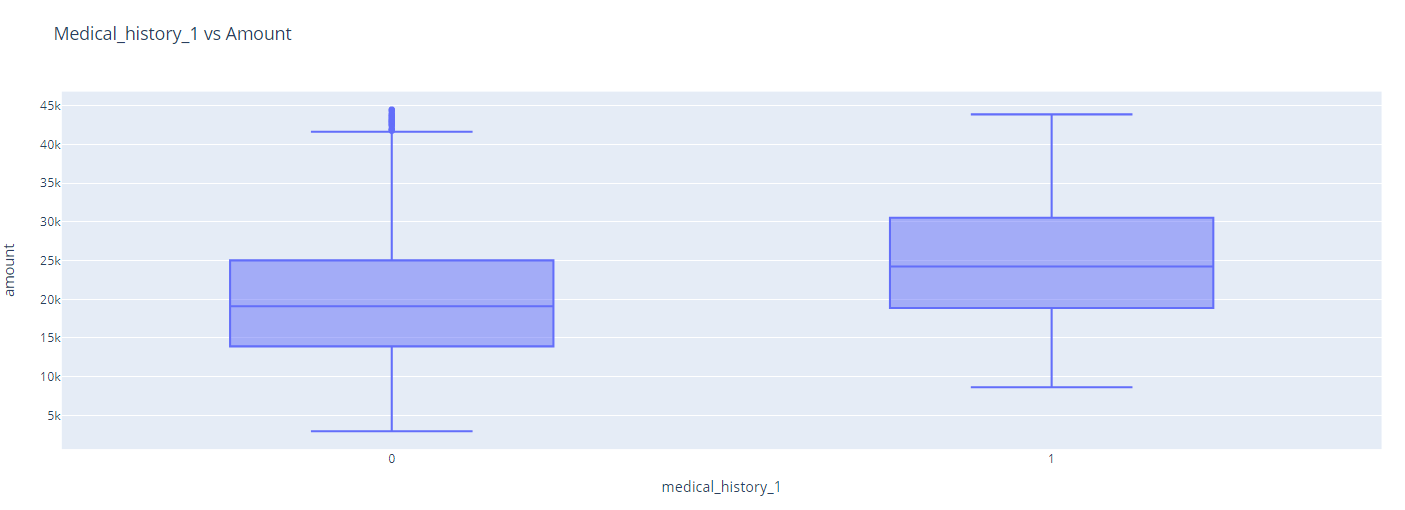 Medical_history_1 vs Amount
45k
40k
35k
30k
25k
20k
15k
10k
5k
amount
0
1
medical_history_1